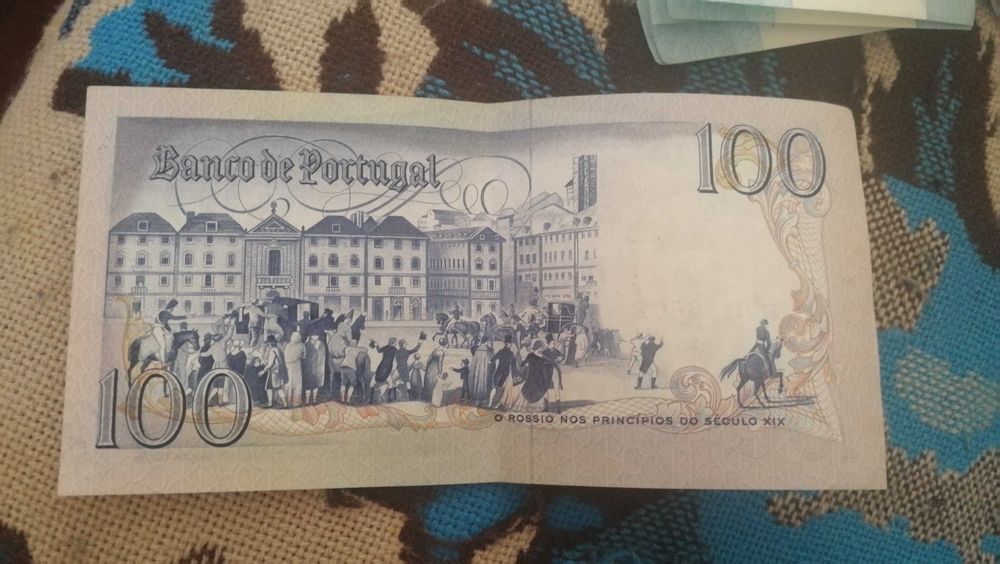 Banco de Portugal
100
100
O ROSSIO NOS PRINCÍPIOS DO SÉCULO XIX